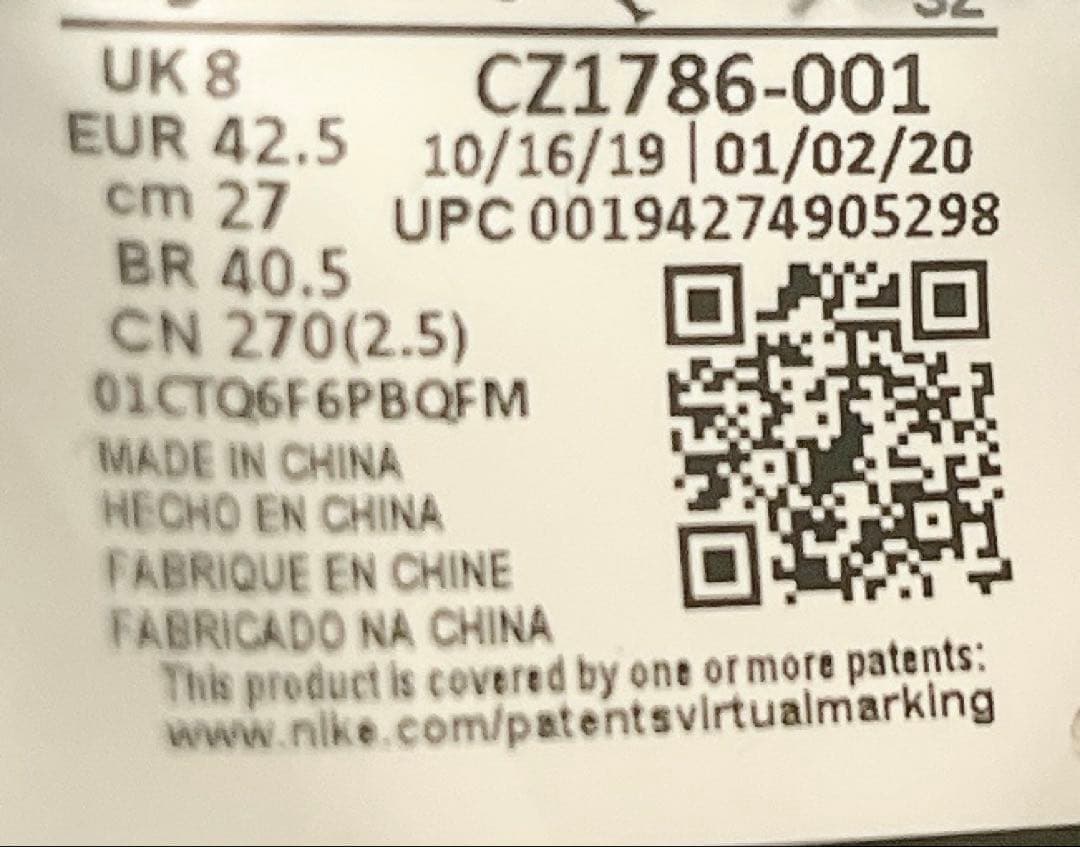 UK 8
EUR 42.5
cm 27
BR 40.5
CN 270(2.5)
01CTQ6F6PBQFM
MADE IN CHINA
HECHO EN CHINA
FABRIQUE EN CHINE
FABRICADO NA CHINA
CZ1786-001
10/16/19 | 01/02/20
UPC 00194274905298
This product is covered by one or more patents:
www.nike.com/patentsvirtualmarking